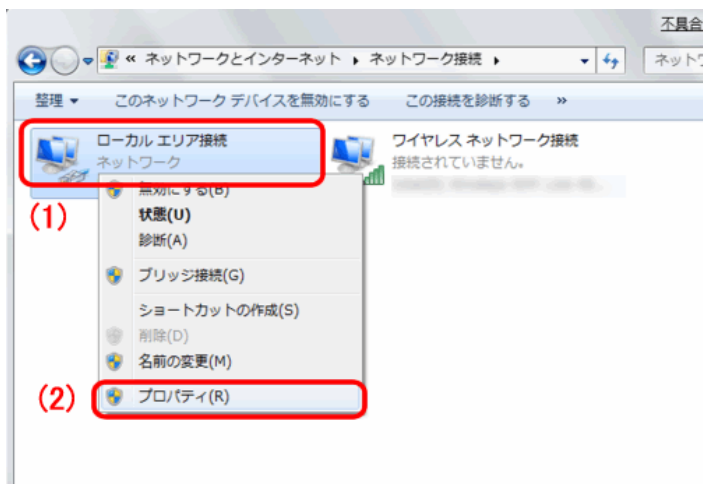 不具合
« ネットワークとインターネット ▸ ネットワーク接続 ▸
整理 ▼ このネットワーク デバイスを無効にする この接続を診断する »
ローカル エリア接続
ネットワーク
ワイヤレス ネットワーク接続
接続されていません。
(1)
無効にする(B)
状態(U)
診断(A)
ブリッジ接続(G)
ショートカットの作成(S)
削除(D)
名前の変更(M)
(2)
プロパティ(R)